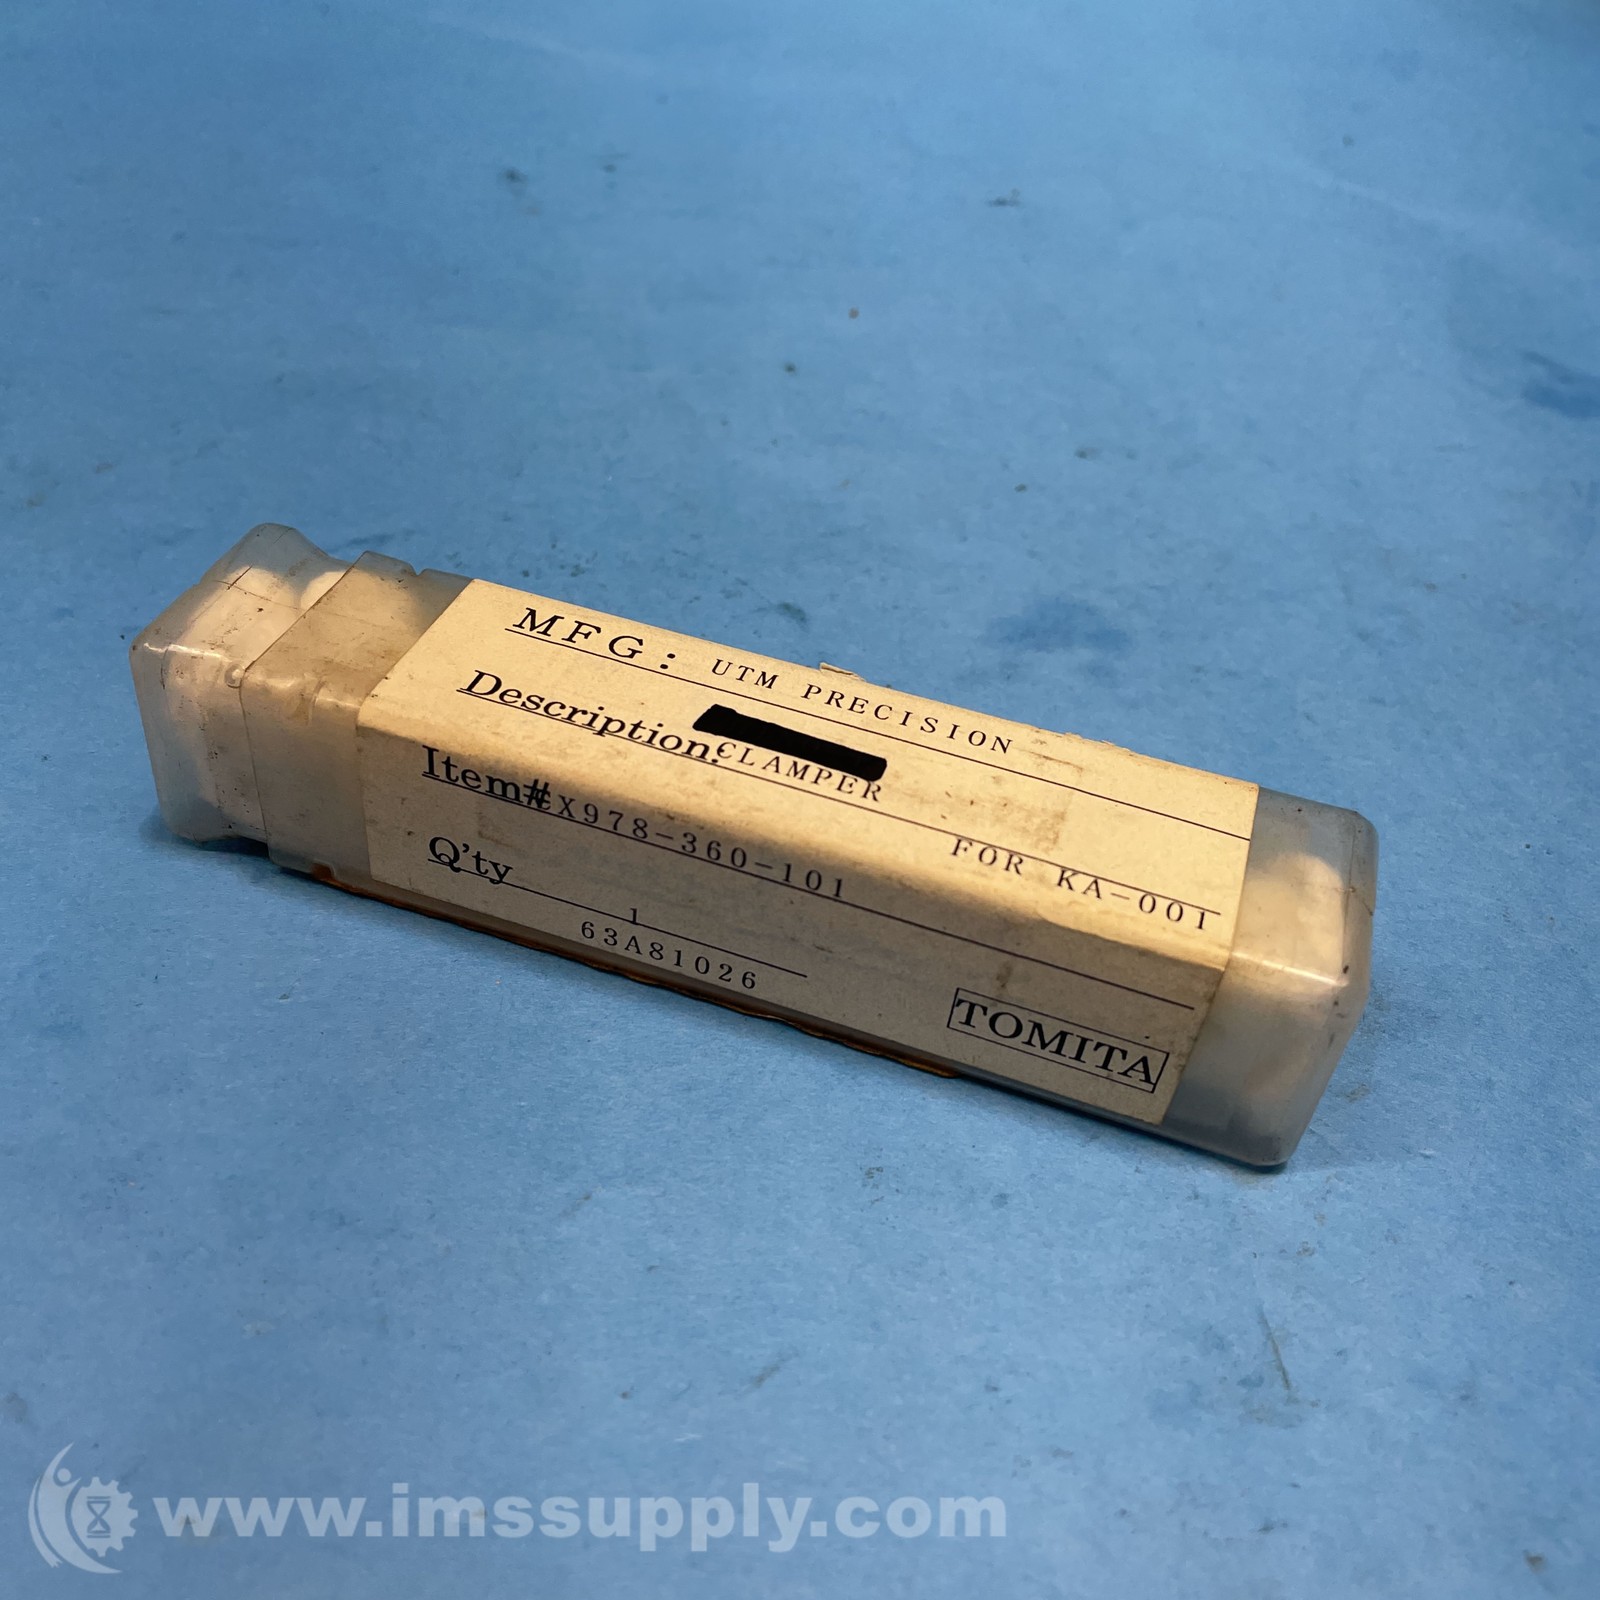 MFG: UTM PRECISION
Description: CLAMPER
FOR KA-001
Item# X978-360-101
Q'ty 1
63A81026
TOMITA
www.imssupply.com